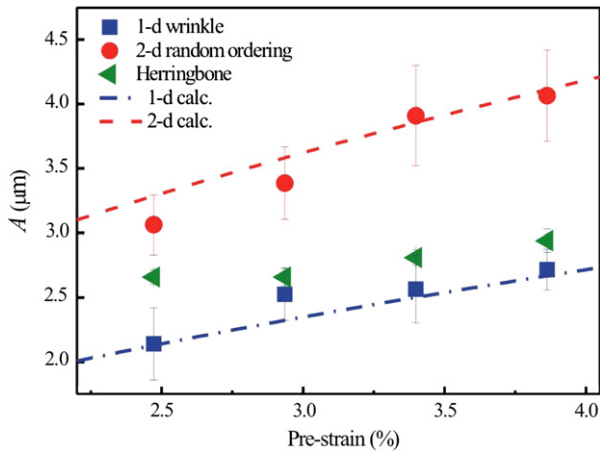 4.5
4.0
3.5
3.0
2.5
2.0
A (μm)
1-d wrinkle
2-d random ordering
Herringbone
1-d calc.
2-d calc.
2.5 3.0 3.5 4.0
Pre-strain (%)